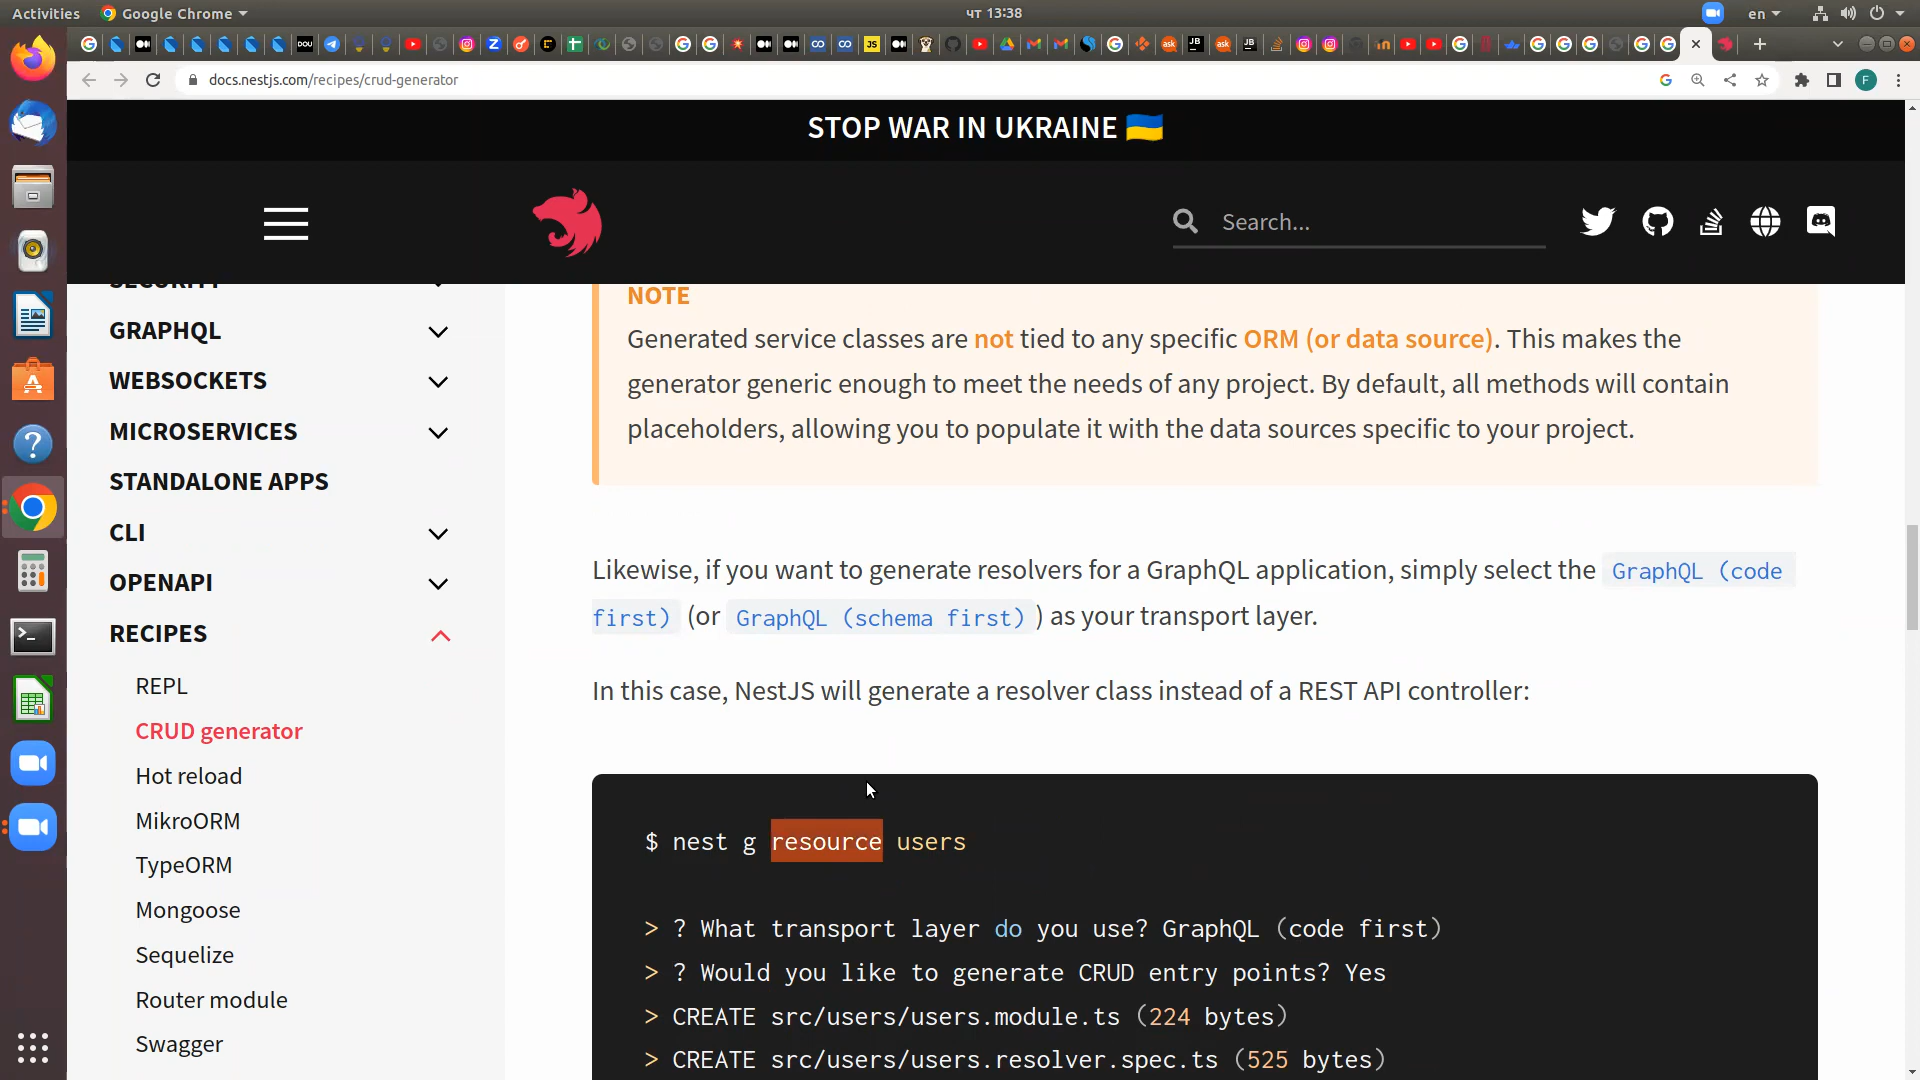 Activities
Google Chrome
чт 13:38
en
docs.nestjs.com/recipes/crud-generator
F
STOP WAR IN UKRAINE 🇺🇦
Search...
GRAPHQL
WEBSOCKETS
MICROSERVICES
STANDALONE APPS
CLI
OPENAPI
RECIPES
REPL
CRUD generator
Hot reload
MikroORM
TypeORM
Mongoose
Sequelize
Router module
Swagger
NOTE
Generated service classes are not tied to any specific ORM (or data source). This makes the
generator generic enough to meet the needs of any project. By default, all methods will contain
placeholders, allowing you to populate it with the data sources specific to your project.
Likewise, if you want to generate resolvers for a GraphQL application, simply select the GraphQL (code
first) (or GraphQL (schema first) ) as your transport layer.
In this case, NestJS will generate a resolver class instead of a REST API controller:
$ nest g resource users
> ? What transport layer do you use? GraphQL (code first)
> ? Would you like to generate CRUD entry points? Yes
> CREATE src/users/users.module.ts (224 bytes)
> CREATE src/users/users.resolver.spec.ts (525 bytes)